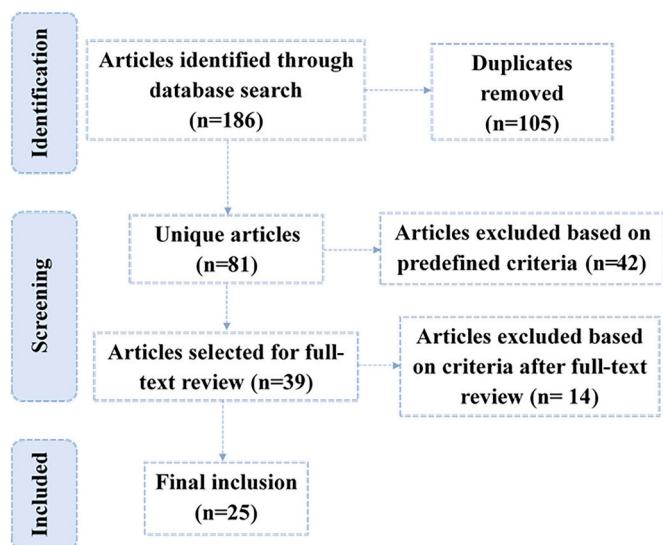 Identification
Articles identified through
database search
(n=186)
Duplicates
removed
(n=105)
Screening
Unique articles
(n=81)
Articles excluded based on
predefined criteria (n=42)
Articles selected for full-
text review (n=39)
Articles excluded based
on criteria after full-text
review (n= 14)
Included
Final inclusion
(n=25)